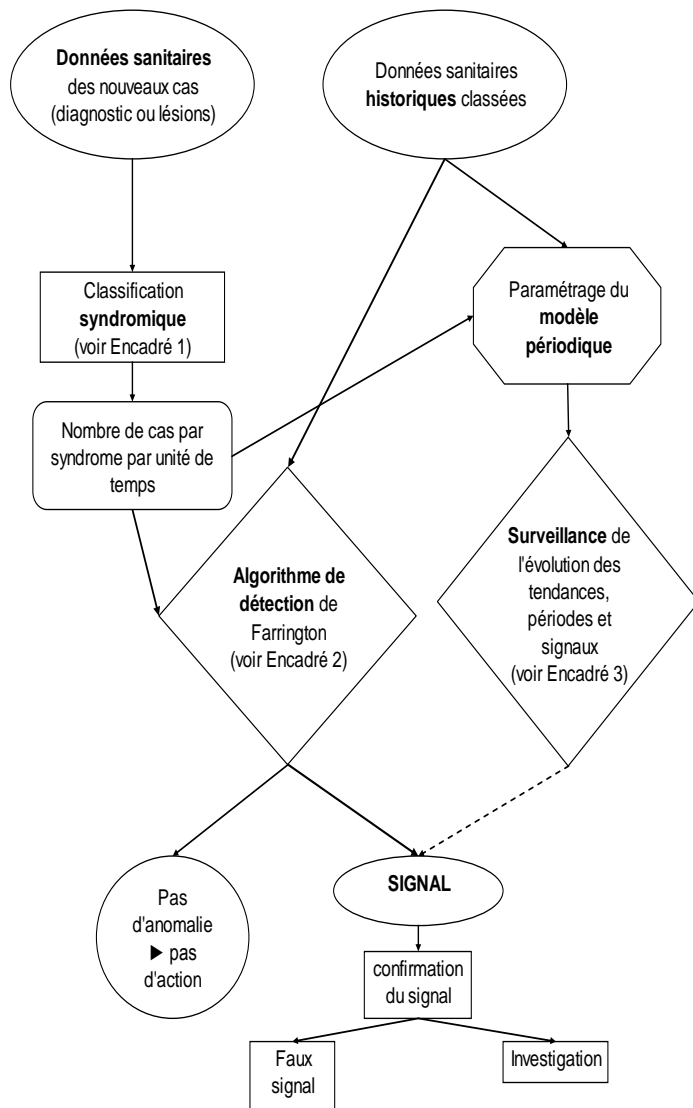 Données sanitaires
des nouveaux cas
(diagnostic ou lésions)
Données sanitaires
historiques classées
Classification
syndromique
(voir Encadré 1)
Paramétrage du
modèle
périodique
Nombre de cas par
syndrome par unité de
temps
Algorithme de
détection de
Farrington
(voir Encadré 2)
Surveillance de
l'évolution des
tendances,
périodes et
signaux
(voir Encadré 3)
Pas
d'anomalie
► pas
d'action
SIGNAL
confirmation
du signal
Faux
signal
Investigation